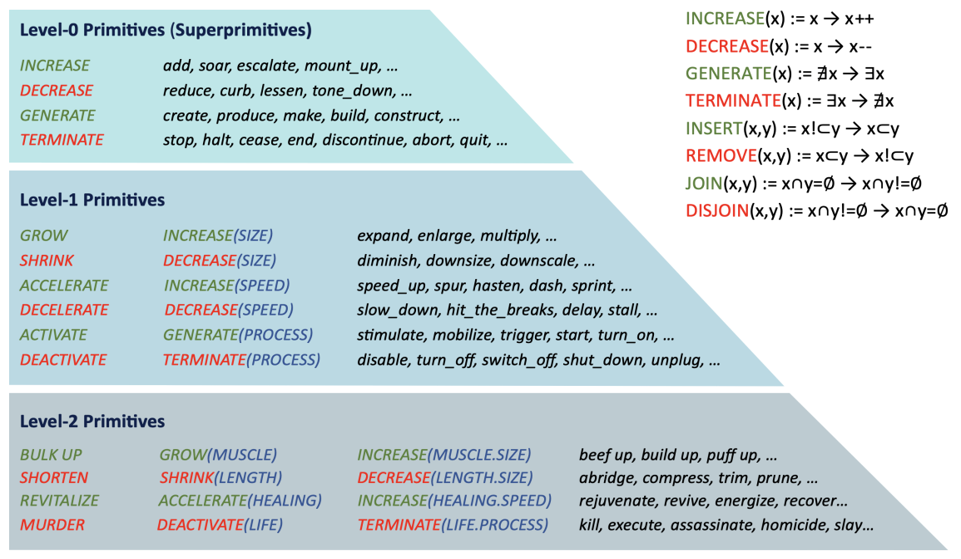 Level-0 Primitives (Superprimitives)
INCREASE add, soar, escalate, mount_up, ...
DECREASE reduce, curb, lessen, tone_down, ...
GENERATE create, produce, make, build, construct, ...
TERMINATE stop, halt, cease, end, discontinue, abort, quit, ...
Level-1 Primitives
GROW INCREASE(SIZE) expand, enlarge, multiply, ...
SHRINK DECREASE(SIZE) diminish, downsize, downscale, ...
ACCELERATE INCREASE(SPEED) speed_up, spur, hasten, dash, sprint, ...
DECELERATE DECREASE(SPEED) slow_down, hit_the_breaks, delay, stall, ...
ACTIVATE GENERATE(PROCESS) stimulate, mobilize, trigger, start, turn_on, ...
DEACTIVATE TERMINATE(PROCESS) disable, turn_off, switch_off, shut_down, unplug, ...
Level-2 Primitives
BULK UP GROW(MUSCLE) INCREASE(MUSCLE.SIZE) beef up, build up, puff up, ...
SHORTEN SHRINK(LENGTH) DECREASE(LENGTH.SIZE) abridge, compress, trim, prune, ...
REVITALIZE ACCELERATE(HEALING) INCREASE(HEALING.SPEED) rejuvenate, revive, energize, recover...
MURDER DEACTIVATE(LIFE) TERMINATE(LIFE.PROCESS) kill, execute, assassinate, homicide, slay...
INCREASE(x) := x → x++
DECREASE(x) := x → x--
GENERATE(x) := ∄x → ∃x
TERMINATE(x) := ∃x → ∄x
INSERT(x,y) := x!⊂y → x⊂y
REMOVE(x,y) := x⊂y → x!⊂y
JOIN(x,y) := x∩y=∅ → x∩y!=∅
DISJOIN(x,y) := x∩y!=∅ → x∩y=∅